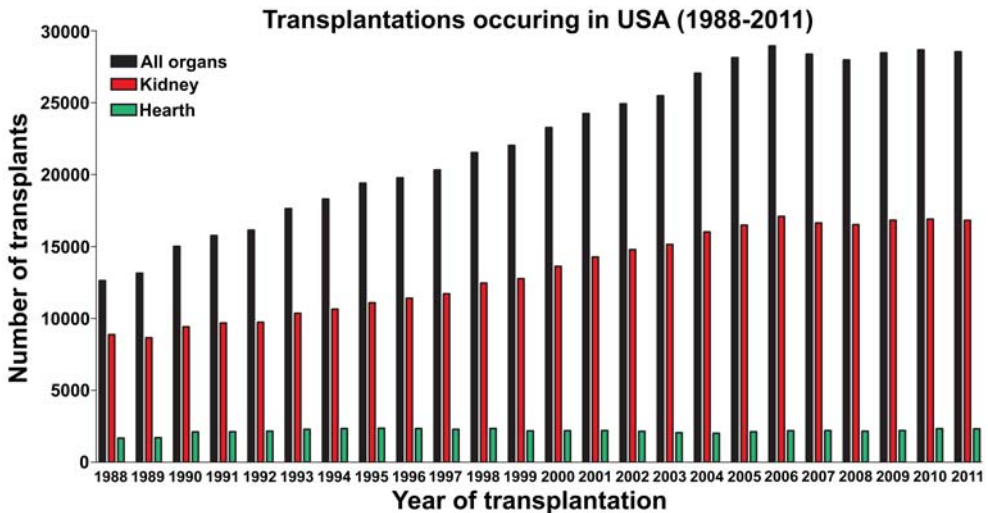 Transplantations occuring in USA (1988-2011)
30000
25000
20000
15000
10000
5000
0
Number of transplants
All organs
Kidney
Hearth
1988 1989 1990 1991 1992 1993 1994 1995 1996 1997 1998 1999 2000 2001 2002 2003 2004 2005 2006 2007 2008 2009 2010 2011
Year of transplantation